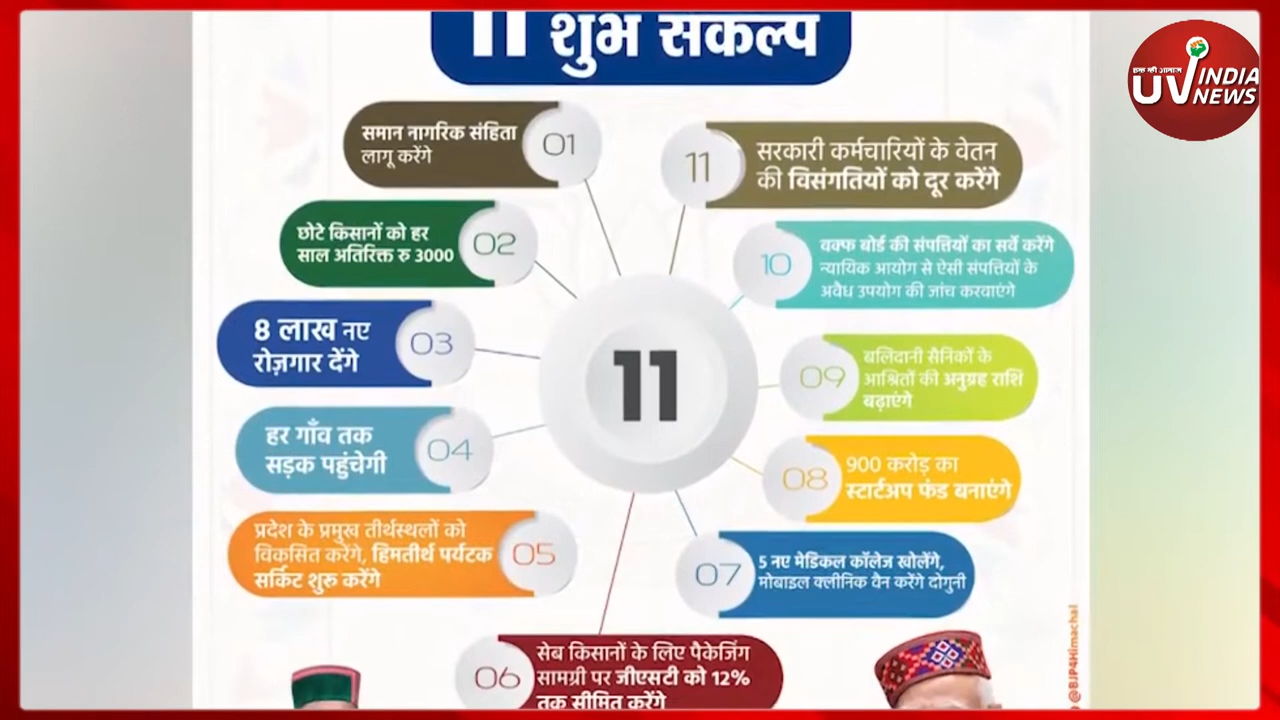 11 शुभ संकल्प
हक की आवाज
UV INDIA
NEWS
समान नागरिक संहिता
लागू करेंगे
01
छोटे किसानों को हर
साल अतिरिक्त रु 3000
02
8 लाख नए
रोज़गार देंगे
03
हर गाँव तक
सड़क पहुंचेगी
04
प्रदेश के प्रमुख तीर्थस्थलों को
विकसित करेंगे, हिमतीर्थ पर्यटक
सर्किट शुरू करेंगे
05
06
सेब किसानों के लिए पैकेजिंग
सामग्री पर जीएसटी को 12%
तक सीमित करेंगे
11
11
सरकारी कर्मचारियों के वेतन
की विसंगतियों को दूर करेंगे
10
वक्फ बोर्ड की संपत्तियों का सर्वे करेंगे
न्यायिक आयोग से ऐसी संपत्तियों के
अवैध उपयोग की जांच करवाएंगे
09
बलिदानी सैनिकों के
आश्रितों की अनुग्रह राशि
बढ़ाएंगे
08
900 करोड़ का
स्टार्टअप फंड बनाएंगे
07
5 नए मेडिकल कॉलेज खोलेंगे,
मोबाइल क्लीनिक वैन करेंगे दोगुनी
@BJP4Himachal